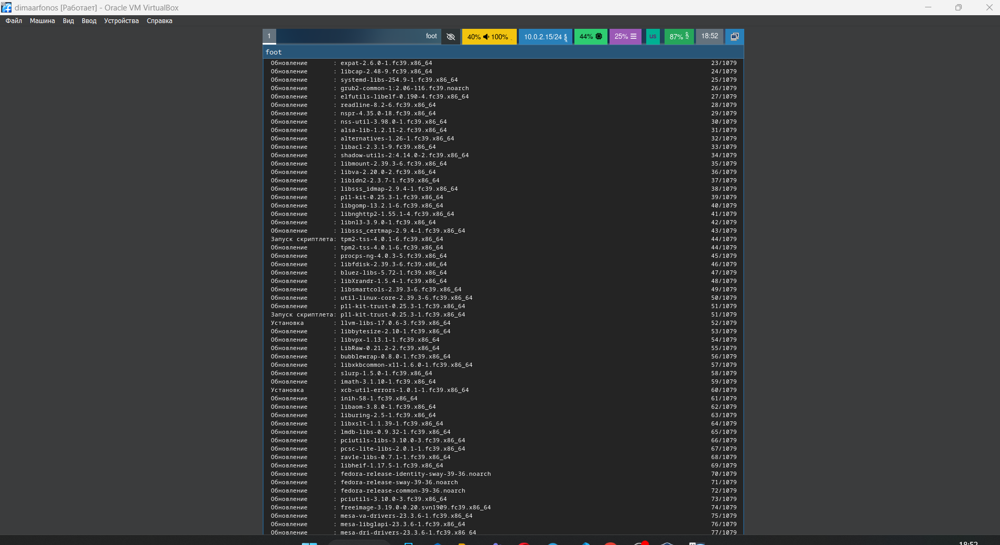 dimaarfonos [Работает] - Oracle VM VirtualBox
Файл Машина Вид Ввод Устройства Справка
1 foot 40% 100% 10.0.2.15/24 44% 25% us 87% 18:52
foot
Обновление : expat-2.6.0-1.fc39.x86_64 23/1079
Обновление : libcap-2.48-9.fc39.x86_64 24/1079
Обновление : systemd-libs-254.9-1.fc39.x86_64 25/1079
Обновление : grub2-common-1:2.06-116.fc39.noarch 26/1079
Обновление : elfutils-libelf-0.190-4.fc39.x86_64 27/1079
Обновление : readline-8.2-6.fc39.x86_64 28/1079
Обновление : nspr-4.35.0-18.fc39.x86_64 29/1079
Обновление : nss-util-3.98.0-1.fc39.x86_64 30/1079
Обновление : alsa-lib-1.2.11-2.fc39.x86_64 31/1079
Обновление : alternatives-1.26-1.fc39.x86_64 32/1079
Обновление : libacl-2.3.1-9.fc39.x86_64 33/1079
Обновление : shadow-utils-2:4.14.0-2.fc39.x86_64 34/1079
Обновление : libmount-2.39.3-6.fc39.x86_64 35/1079
Обновление : libva-2.20.0-2.fc39.x86_64 36/1079
Обновление : libidn2-2.3.7-1.fc39.x86_64 37/1079
Обновление : libsss_idmap-2.9.4-1.fc39.x86_64 38/1079
Обновление : p11-kit-0.25.3-1.fc39.x86_64 39/1079
Обновление : libgomp-13.2.1-6.fc39.x86_64 40/1079
Обновление : libnghttp2-1.55.1-4.fc39.x86_64 41/1079
Обновление : libnl3-3.9.0-1.fc39.x86_64 42/1079
Обновление : libsss_certmap-2.9.4-1.fc39.x86_64 43/1079
Запуск скриптлета: tpm2-tss-4.0.1-6.fc39.x86_64 44/1079
Обновление : tpm2-tss-4.0.1-6.fc39.x86_64 44/1079
Обновление : procps-ng-4.0.3-5.fc39.x86_64 45/1079
Обновление : libfdisk-2.39.3-6.fc39.x86_64 46/1079
Обновление : bluez-libs-5.72-1.fc39.x86_64 47/1079
Обновление : libXrandr-1.5.4-1.fc39.x86_64 48/1079
Обновление : libsmartcols-2.39.3-6.fc39.x86_64 49/1079
Обновление : util-linux-core-2.39.3-6.fc39.x86_64 50/1079
Обновление : p11-kit-trust-0.25.3-1.fc39.x86_64 51/1079
Запуск скриптлета: p11-kit-trust-0.25.3-1.fc39.x86_64 51/1079
Установка : llvm-libs-17.0.6-3.fc39.x86_64 52/1079
Обновление : libbytesize-2.10-1.fc39.x86_64 53/1079
Обновление : libvpx-1.13.1-1.fc39.x86_64 54/1079
Обновление : LibRaw-0.21.2-2.fc39.x86_64 55/1079
Обновление : bubblewrap-0.8.0-1.fc39.x86_64 56/1079
Обновление : libxkbcommon-x11-1.6.0-1.fc39.x86_64 57/1079
Обновление : slurp-1.5.0-1.fc39.x86_64 58/1079
Обновление : imath-3.1.10-1.fc39.x86_64 59/1079
Установка : xcb-util-errors-1.0.1-1.fc39.x86_64 60/1079
Обновление : inih-58-1.fc39.x86_64 61/1079
Обновление : libaom-3.8.0-1.fc39.x86_64 62/1079
Обновление : liburing-2.5-1.fc39.x86_64 63/1079
Обновление : libxslt-1.1.39-1.fc39.x86_64 64/1079
Обновление : lmdb-libs-0.9.32-1.fc39.x86_64 65/1079
Обновление : pciutils-libs-3.10.0-3.fc39.x86_64 66/1079
Обновление : pcsc-lite-libs-2.0.1-1.fc39.x86_64 67/1079
Обновление : rav1e-libs-0.7.1-1.fc39.x86_64 68/1079
Обновление : libheif-1.17.5-1.fc39.x86_64 69/1079
Обновление : fedora-release-identity-sway-39-36.noarch 70/1079
Обновление : fedora-release-sway-39-36.noarch 71/1079
Обновление : fedora-release-common-39-36.noarch 72/1079
Обновление : pciutils-3.10.0-3.fc39.x86_64 73/1079
Обновление : freeimage-3.19.0-0.20.svn1909.fc39.x86_64 74/1079
Обновление : mesa-va-drivers-23.3.6-1.fc39.x86_64 75/1079
Обновление : mesa-libglapi-23.3.6-1.fc39.x86_64 76/1079
Обновление : mesa-dri-drivers-23.3.6-1.fc39.x86_64 77/1079
18:52